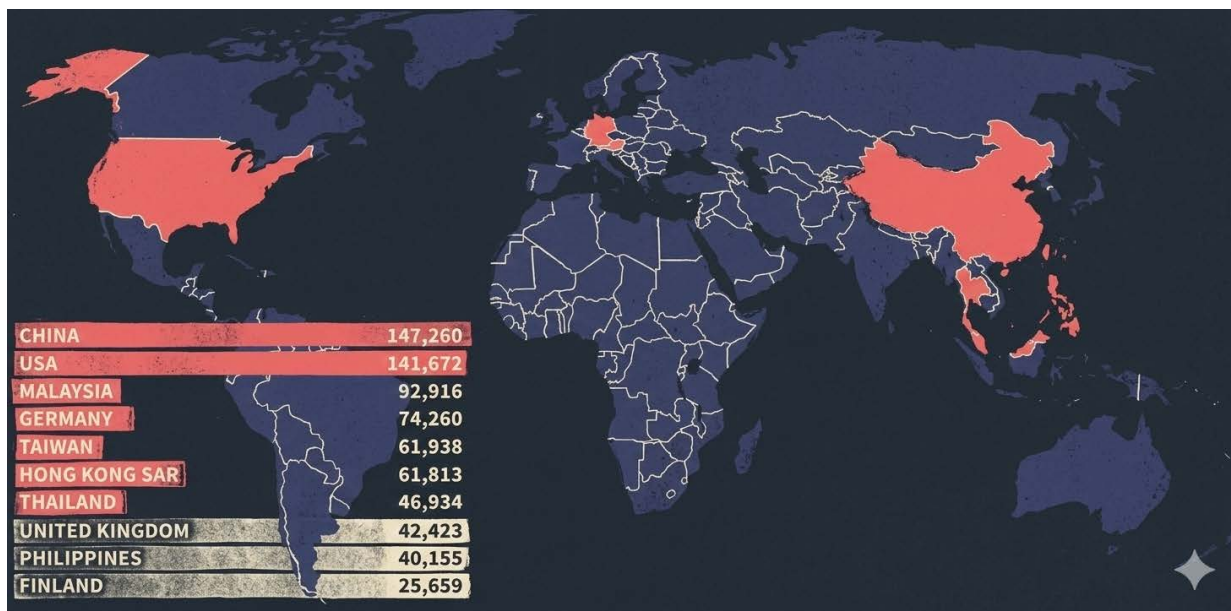 CHINA 147,260
USA 141,672
MALAYSIA 92,916
GERMANY 74,260
TAIWAN 61,938
HONG KONG SAR 61,813
THAILAND 46,934
UNITED KINGDOM 42,423
PHILIPPINES 40,155
FINLAND 25,659